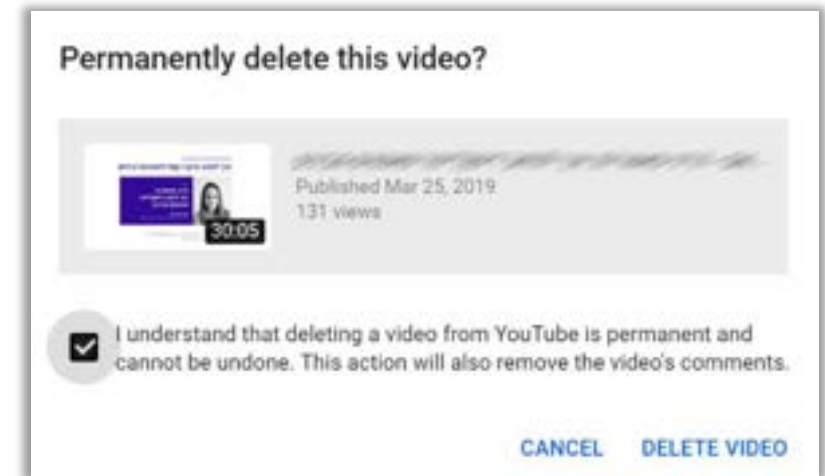 Permanently delete this video?
30:05
Published Mar 25, 2019
131 views
I understand that deleting a video from YouTube is permanent and
cannot be undone. This action will also remove the video's comments.
CANCEL DELETE VIDEO